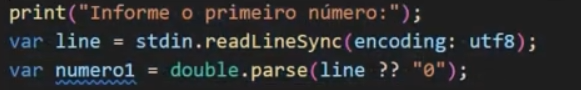 print("Informe o primeiro número:");
var line = stdin.readLineSync(encoding: utf8);
var numero1 = double.parse(line ?? "0");